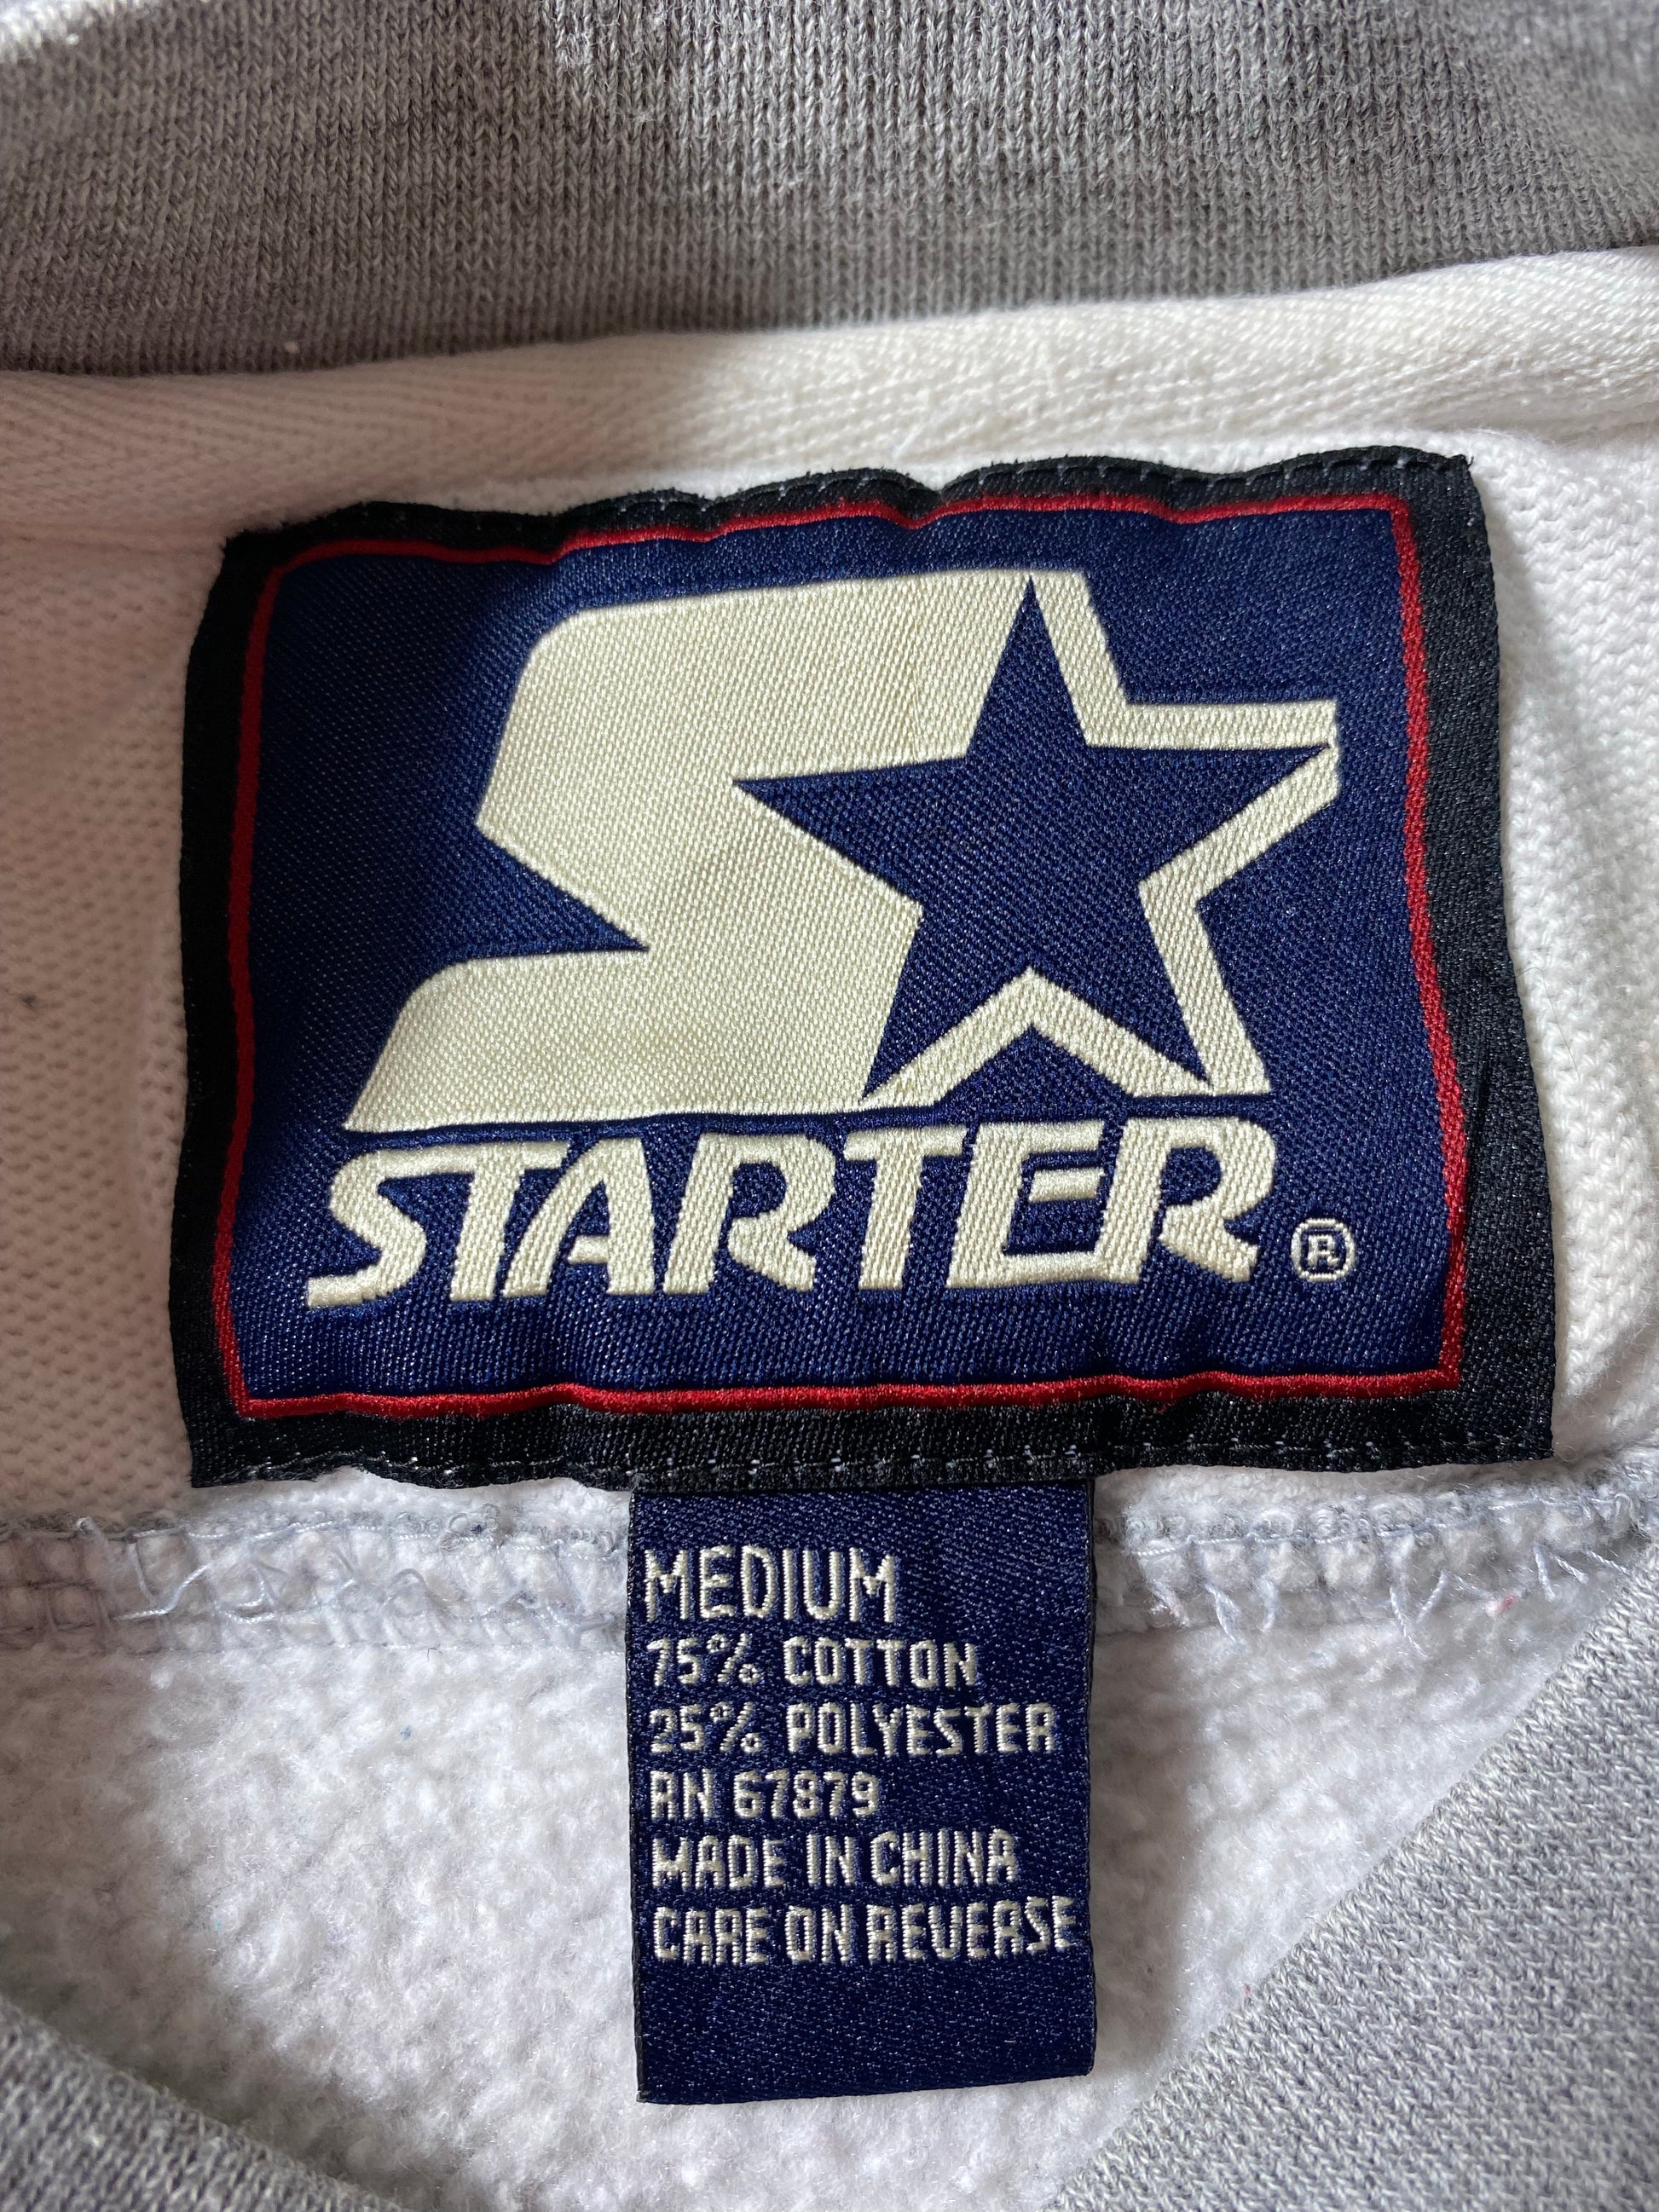 STARTER®
MEDIUM
75% COTTON
25% POLYESTER
RN 67879
MADE IN CHINA
CARE ON REVERSE